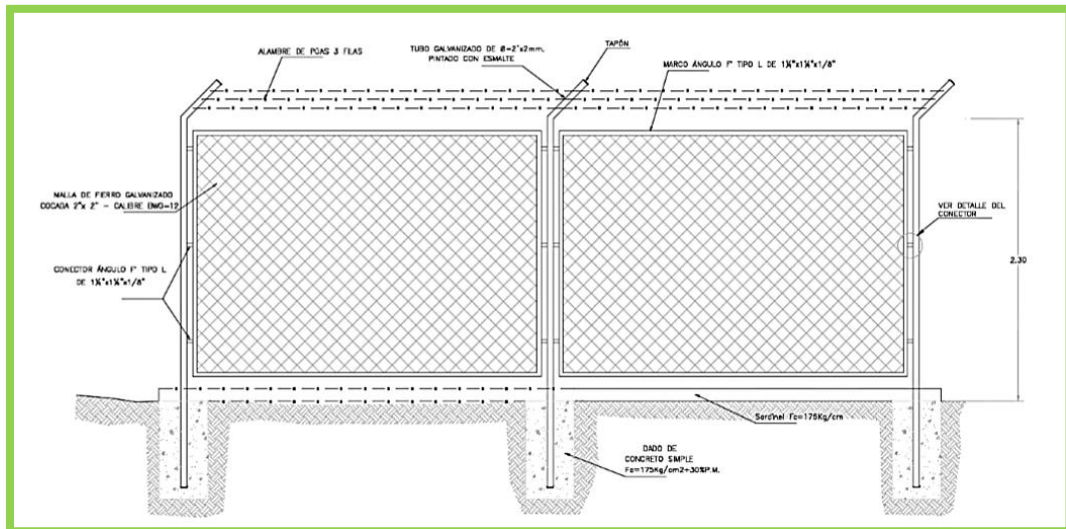 ALAMBRE DE PÚAS 3 FILAS
TUBO GALVANIZADO DE Ø=2"x2mm.
PINTADO CON ESMALTE
TAPÓN
MARCO ÁNGULO F° TIPO L DE 1¼"x1¼"x1/8"
MALLA DE FIERRO GALVANIZADO
COCADA 2"x 2" - CALIBRE BWG-12
VER DETALLE DEL
CONECTOR
2.30
CONECTOR ÁNGULO F° TIPO L
DE 1¼"x1¼"x1/8"
Sardinel Fc=175Kg/cm
DADO DE
CONCRETO SIMPLE
Fc=175Kg/cm2+30%P.M.